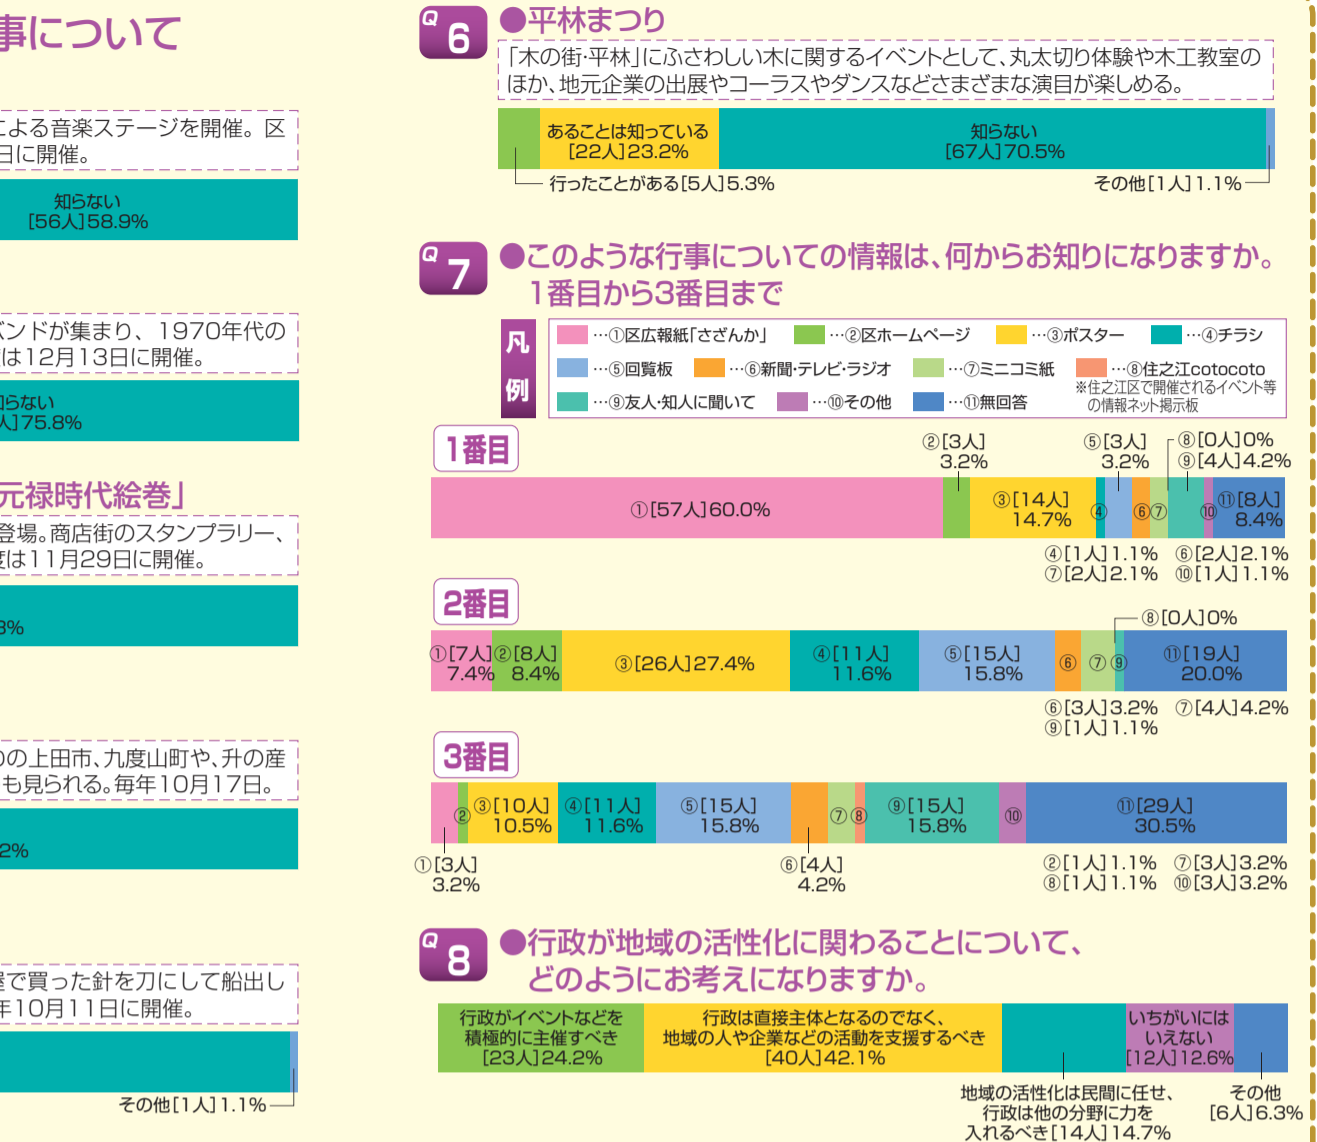 事について
による音楽ステージを開催。区
日に開催。
知らない
[56人]58.9%
バンドが集まり、1970年代の
は12月13日に開催。
らない
人]75.8%
元禄時代絵巻」
登場。商店街のスタンプラリー、
度は11月29日に開催。
3%
の上田市、九度山町や、升の産
も見られる。毎年10月17日。
2%
屋で買った針を刀にして船出し
年10月11日に開催。
その他[1人]1.1%
Q6 ●平林まつり
「木の街・平林」にふさわしい木に関するイベントとして、丸太切り体験や木工教室の
ほか、地元企業の出展やコーラスやダンスなどさまざまな演目が楽しめる。
あることは知っている
[22人]23.2%
知らない
[67人]70.5%
行ったことがある[5人]5.3%
その他[1人]1.1%
Q7 ●このような行事についての情報は、何からお知りになりますか。
1番目から3番目まで
凡例
…①区広報紙「さざんか」 …②区ホームページ …③ポスター …④チラシ
…⑤回覧板 …⑥新聞・テレビ・ラジオ …⑦ミニコミ紙 …⑧住之江cotocoto
※住之江区で開催されるイベント等
の情報ネット掲示板
…⑨友人・知人に聞いて …⑩その他 …⑪無回答
1番目
②[3人]
3.2%
⑤[3人]
3.2%
⑧[0人]0%
⑨[4人]4.2%
①[57人]60.0%
③[14人]
14.7%
④ ⑥ ⑦ ⑩
⑪[8人]
8.4%
④[1人]1.1% ⑥[2人]2.1%
⑦[2人]2.1% ⑩[1人]1.1%
2番目
⑧[0人]0%
①[7人]
7.4%
②[8人]
8.4%
③[26人]27.4%
④[11人]
11.6%
⑤[15人]
15.8%
⑥ ⑦ ⑨
⑪[19人]
20.0%
⑥[3人]3.2% ⑦[4人]4.2%
⑨[1人]1.1%
3番目
②
③[10人]
10.5%
④[11人]
11.6%
⑤[15人]
15.8%
⑦ ⑧
⑨[15人]
15.8%
⑩
⑪[29人]
30.5%
①[3人]
3.2%
⑥[4人]
4.2%
②[1人]1.1% ⑦[3人]3.2%
⑧[1人]1.1% ⑩[3人]3.2%
Q8 ●行政が地域の活性化に関わることについて、
どのようにお考えになりますか。
行政がイベントなどを
積極的に主催すべき
[23人]24.2%
行政は直接主体となるのでなく、
地域の人や企業などの活動を支援するべき
[40人]42.1%
いちがいには
いえない
[12人]12.6%
地域の活性化は民間に任せ、
行政は他の分野に力を
入れるべき[14人]14.7%
その他
[6人]6.3%